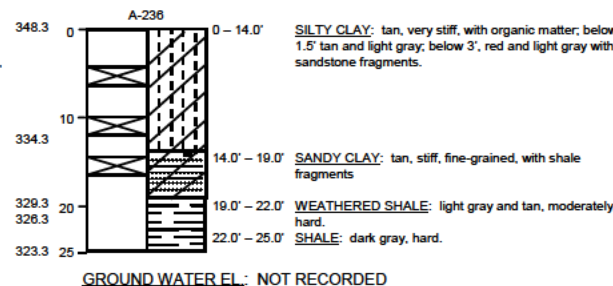 A-236
348.3 0 0 – 14.0' SILTY CLAY: tan, very stiff, with organic matter; below
1.5' tan and light gray; below 3', red and light gray with
sandstone fragments.
10
334.3
14.0' – 19.0' SANDY CLAY: tan, stiff, fine-grained, with shale
fragments
329.3 20 19.0' – 22.0' WEATHERED SHALE: light gray and tan, moderately
326.3 hard.
22.0' – 25.0' SHALE: dark gray, hard.
323.3 25
GROUND WATER EL.: NOT RECORDED